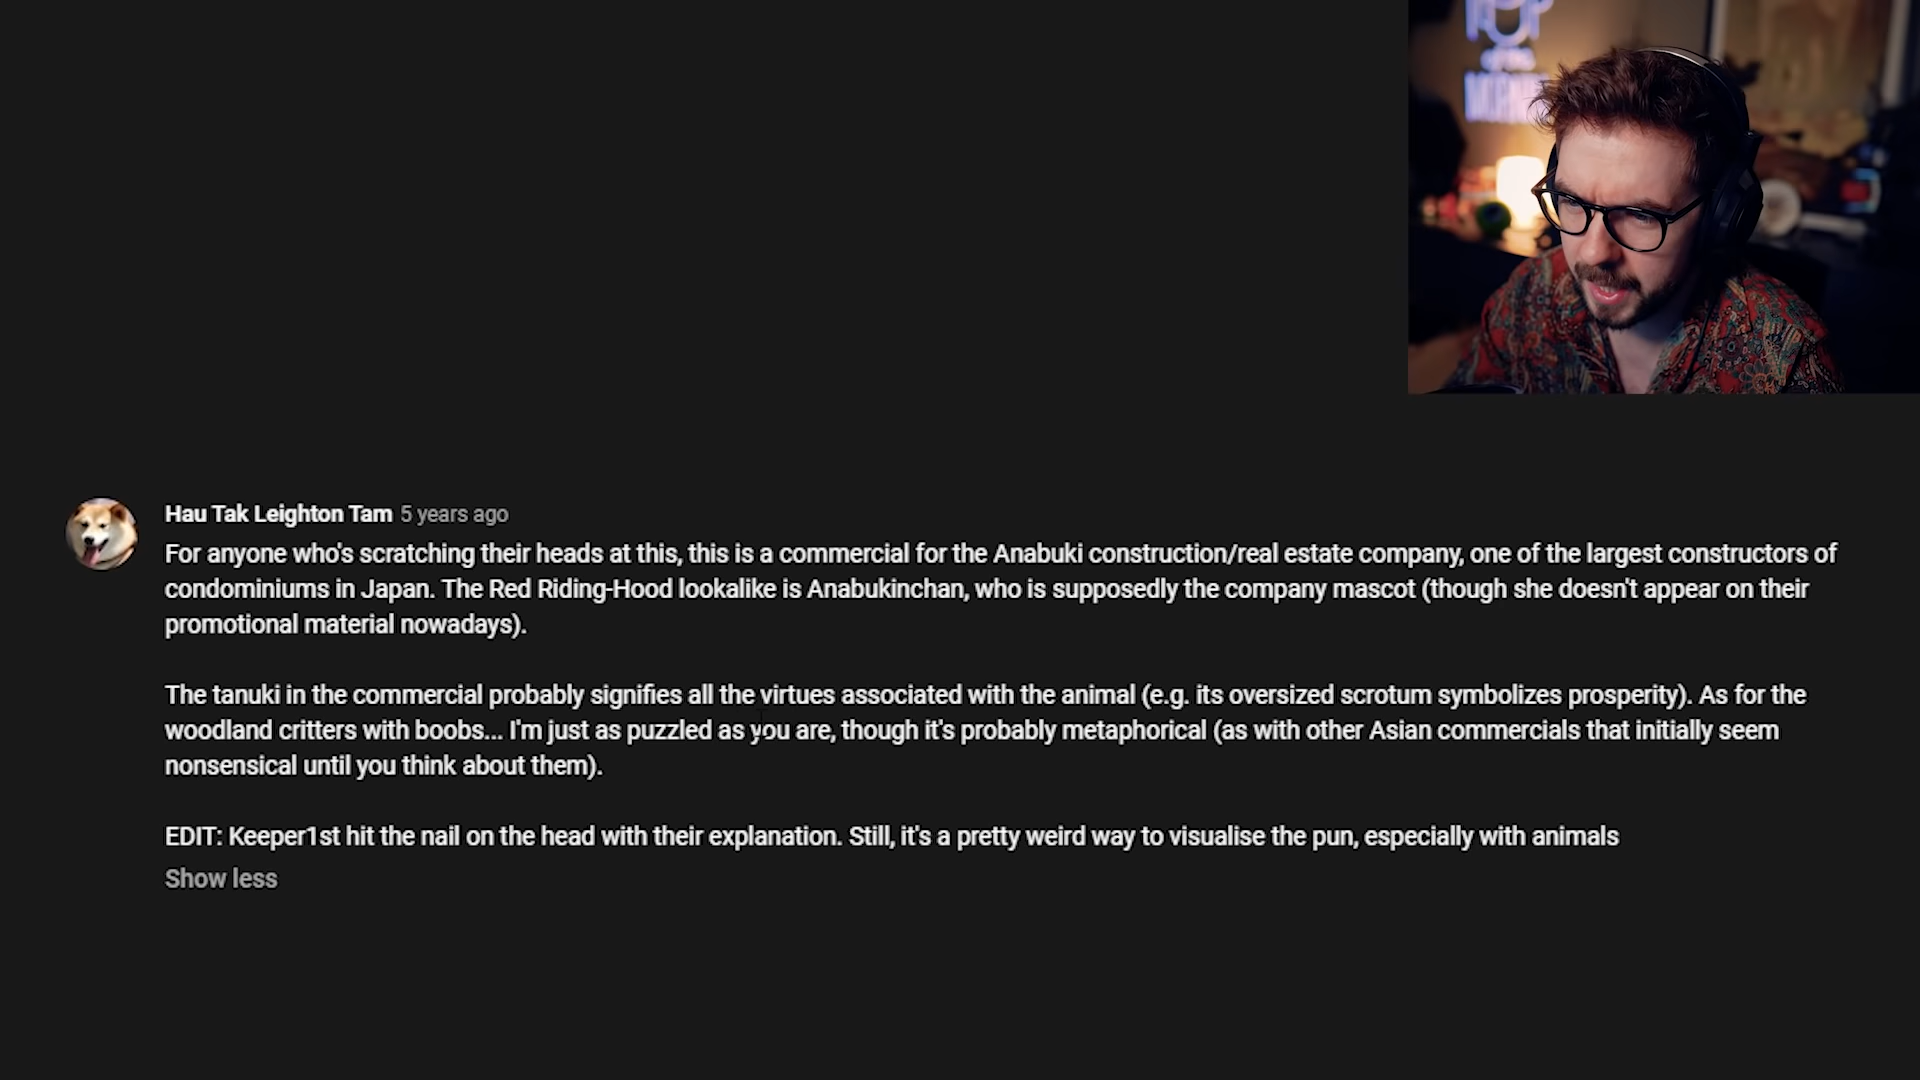 TOP
OF THE
MORNIN
Hau Tak Leighton Tam 5 years ago
For anyone who's scratching their heads at this, this is a commercial for the Anabuki construction/real estate company, one of the largest constructors of
condominiums in Japan. The Red Riding-Hood lookalike is Anabukinchan, who is supposedly the company mascot (though she doesn't appear on their
promotional material nowadays).
The tanuki in the commercial probably signifies all the virtues associated with the animal (e.g. its oversized scrotum symbolizes prosperity). As for the
woodland critters with boobs... I'm just as puzzled as you are, though it's probably metaphorical (as with other Asian commercials that initially seem
nonsensical until you think about them).
EDIT: Keeper1st hit the nail on the head with their explanation. Still, it's a pretty weird way to visualise the pun, especially with animals
Show less